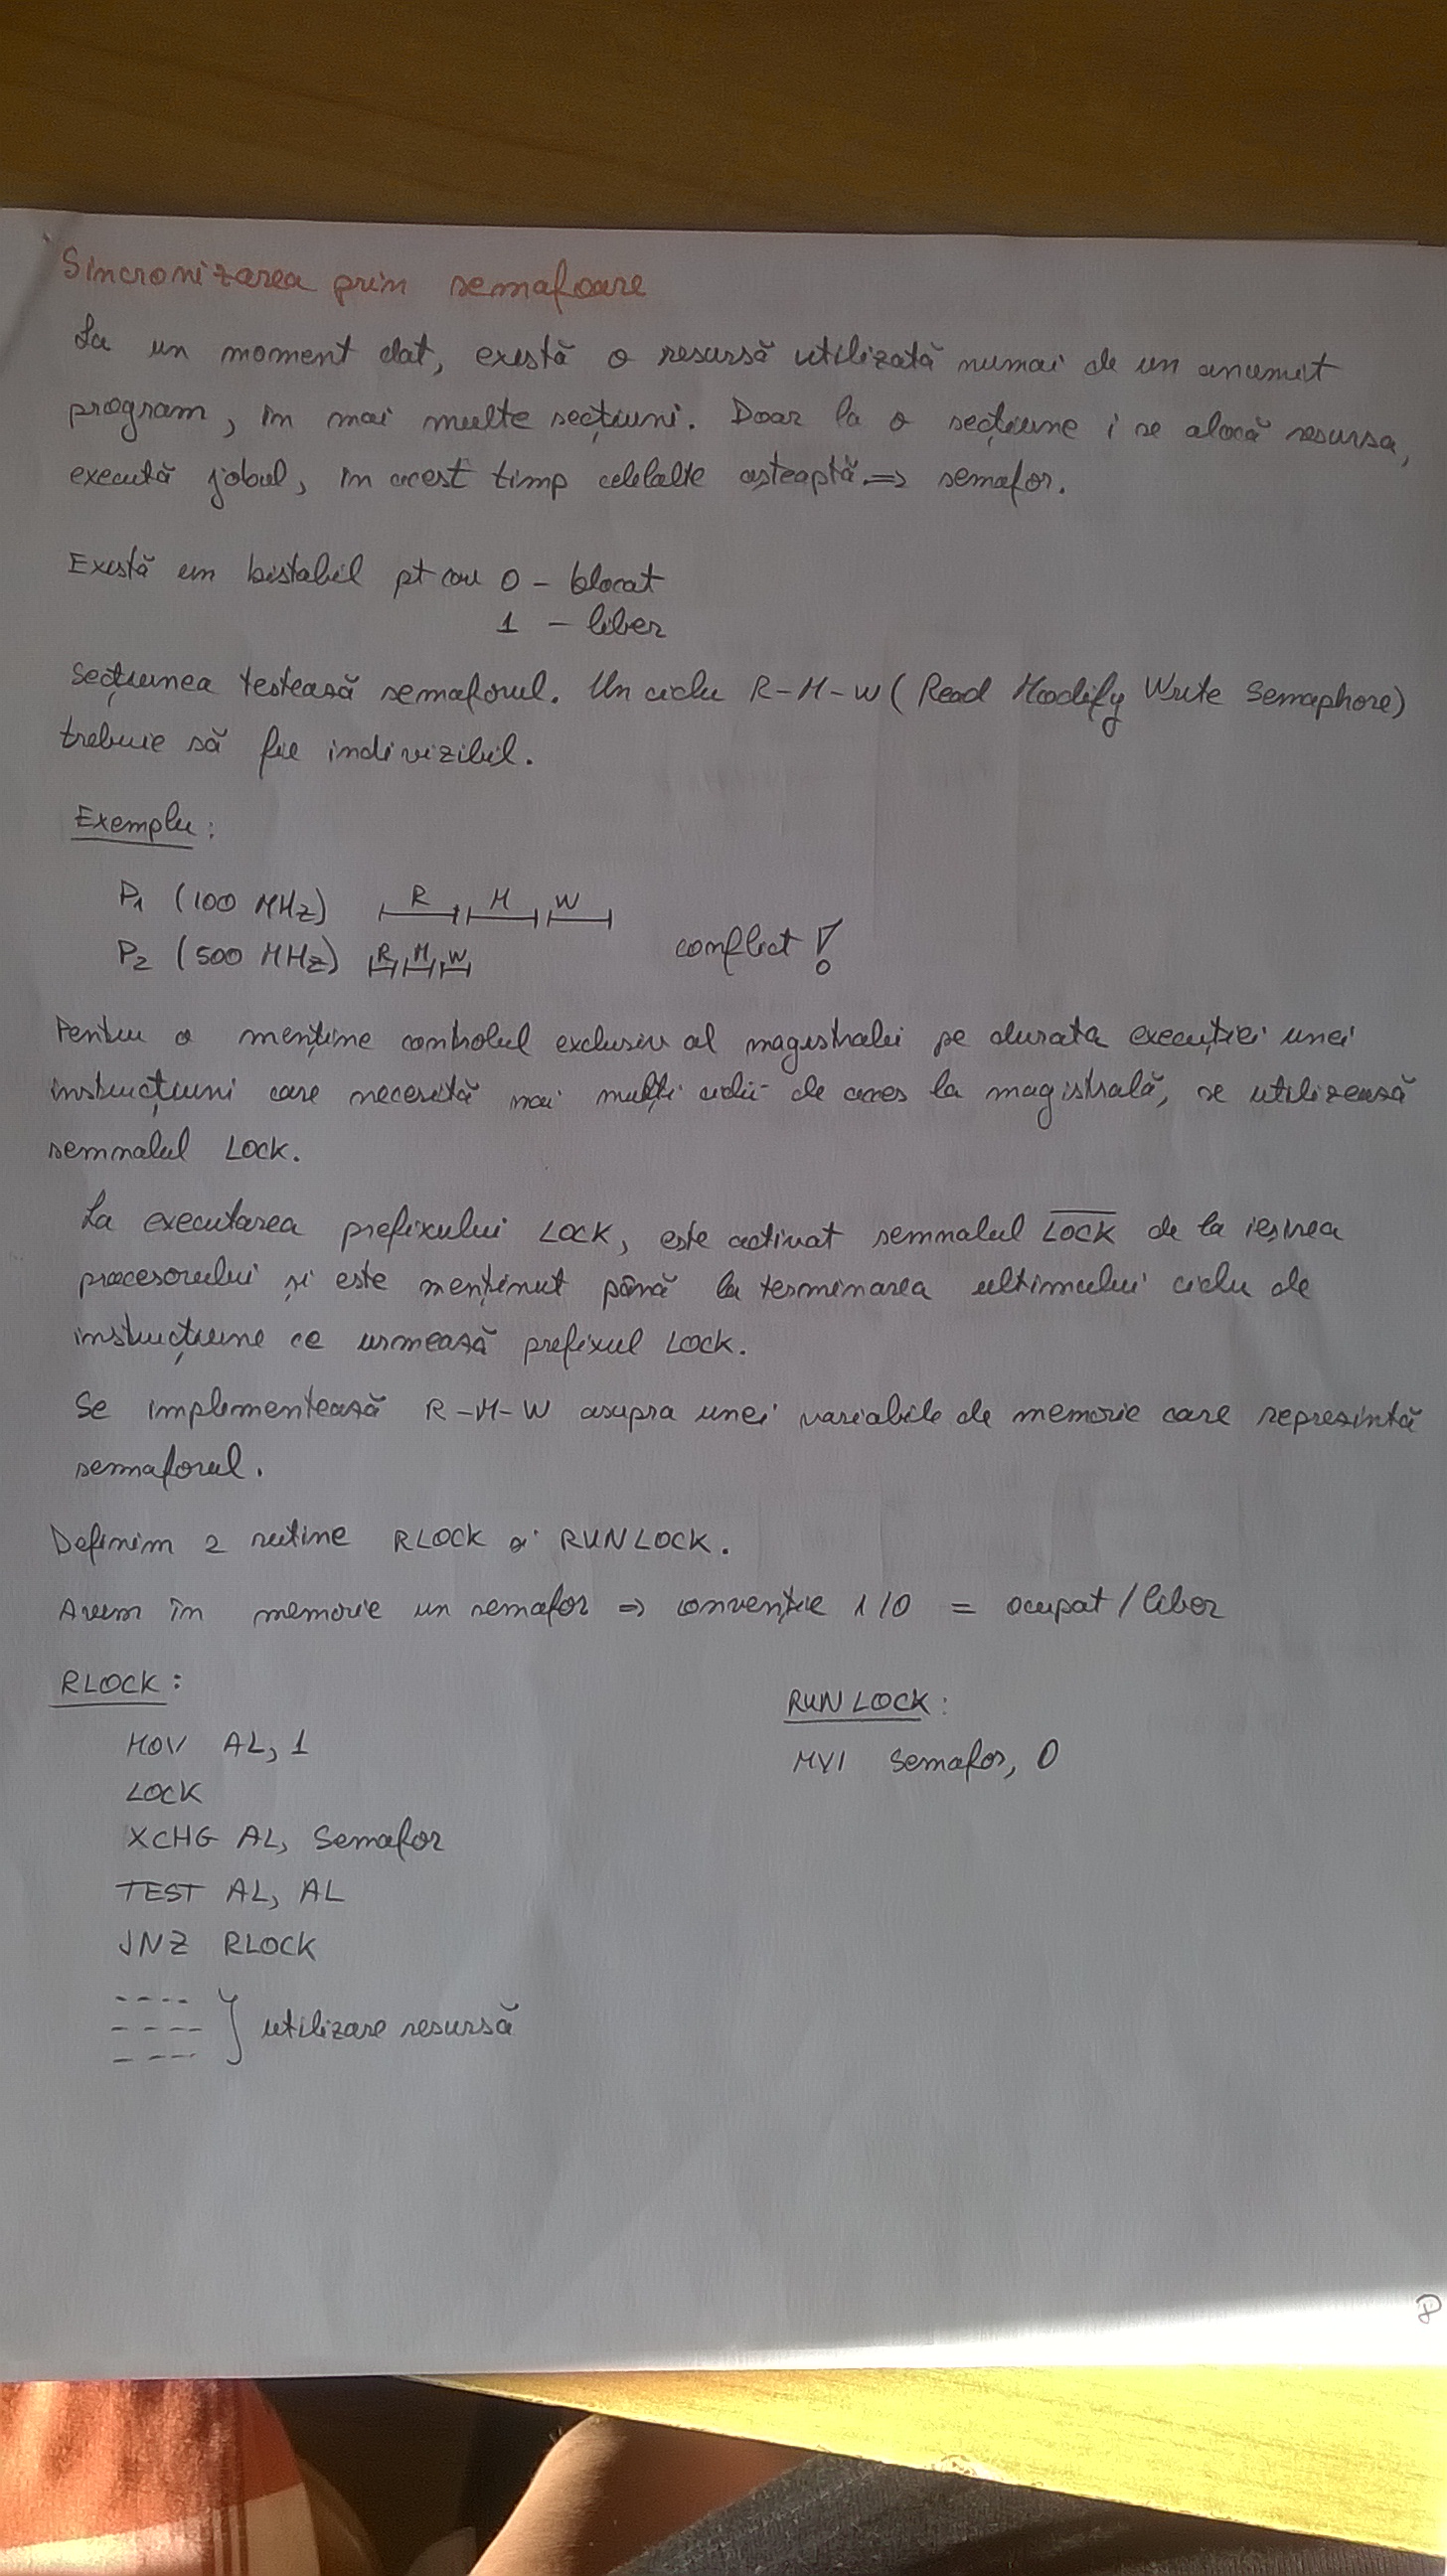 Sincronizarea prin semafoare
La un moment dat, există o resursă utilizată numai de un anumit
program, în mai multe secțiuni. Doar la o secțiune i se alocă resursa,
execută jobul, în acest timp celelalte așteaptă. => semafor.
Există un bistabil pt care 0 - blocat
1 - liber
Secțiunea testează semaforul. Un ciclu R-M-W (Read Modify Write Semaphore)
trebuie să fie indivizibil.
Exemplu:
P1 (100 MHz) R M W
P2 (500 MHz) R M W conflict !
Pentru a menține controlul exclusiv al magistralei pe durata execuției unei
instrucțiuni care necesită mai mulți cicli de acces la magistrală, se utilizează
semnalul LOCK.
La executarea prefixului LOCK, este activat semnalul L̅O̅C̅K̅ de la ieșirea
procesorului și este menținut până la terminarea ultimului ciclu de
instrucțiune ce urmează prefixul LOCK.
Se implementează R-M-W asupra unei variabile de memorie care reprezintă
semaforul.
Definim 2 rutine RLOCK și RUNLOCK.
Avem în memorie un semafor => convenție 1/0 = ocupat/liber
RLOCK:
MOV AL, 1
LOCK
XCHG AL, Semafor
TEST AL, AL
JNZ RLOCK
---- } utilizare resursă
RUNLOCK:
MVI Semafor, 0